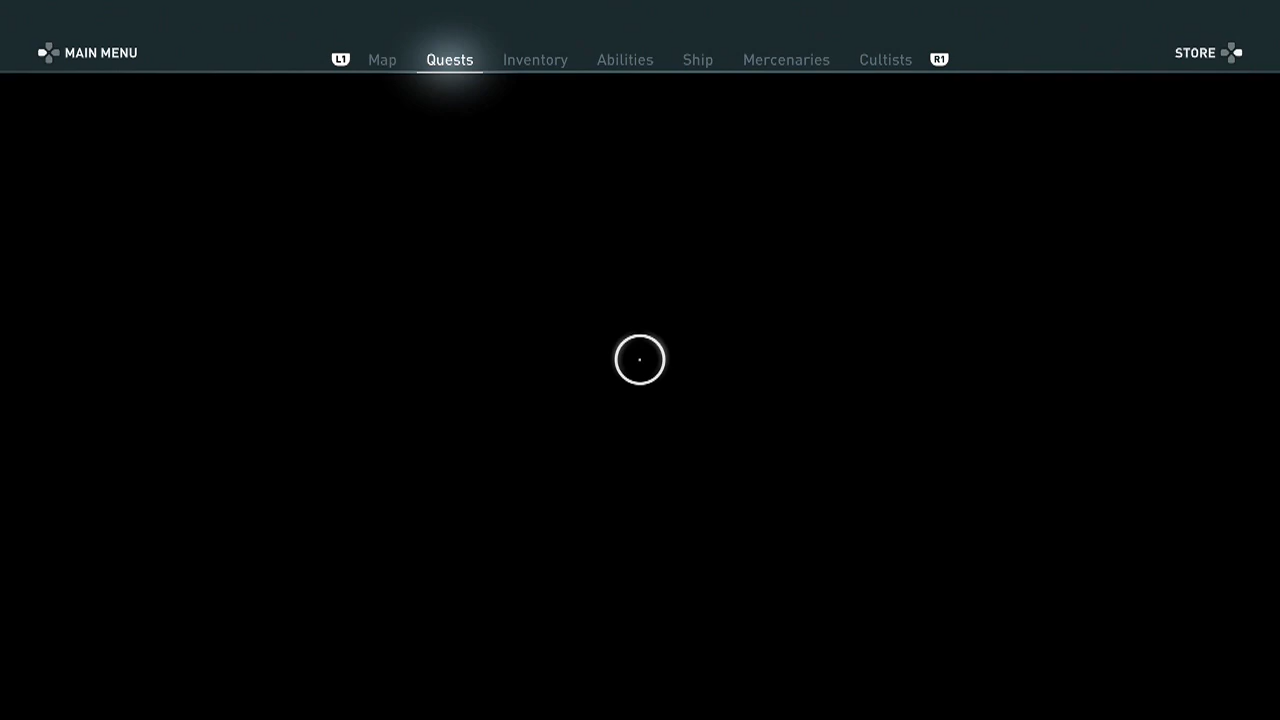 MAIN MENU
L1 Map Quests Inventory Abilities Ship Mercenaries Cultists R1
STORE